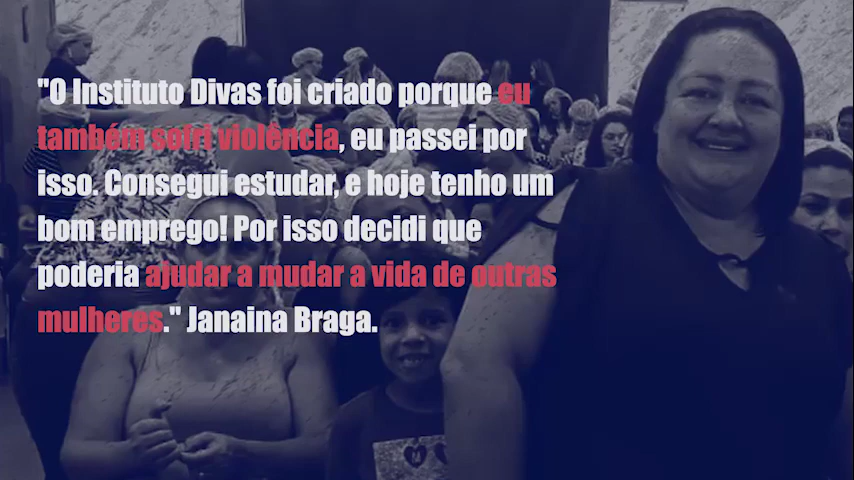 "O Instituto Divas foi criado porque eu
também sofri violência, eu passei por
isso. Consegui estudar, e hoje tenho um
bom emprego! Por isso decidi que
poderia ajudar a mudar a vida de outras
mulheres." Janaina Braga.